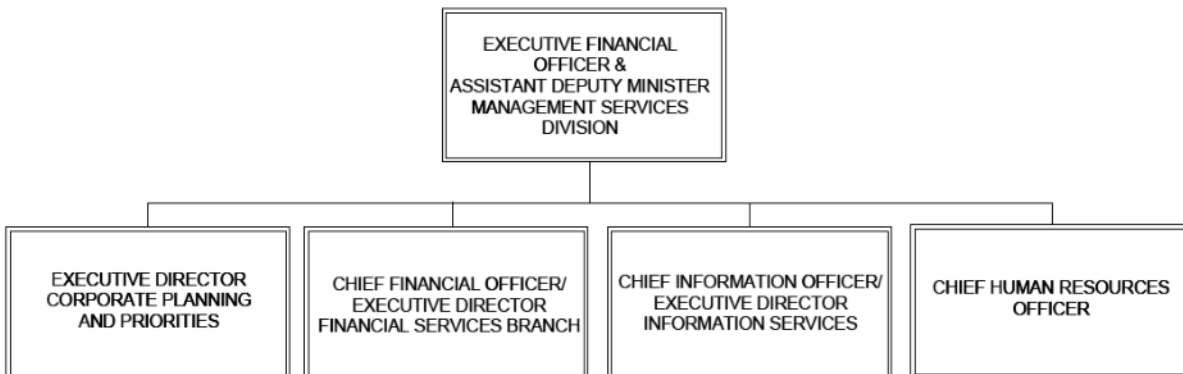 EXECUTIVE FINANCIAL
OFFICER &
ASSISTANT DEPUTY MINISTER
MANAGEMENT SERVICES
DIVISION
EXECUTIVE DIRECTOR
CORPORATE PLANNING
AND PRIORITIES
CHIEF FINANCIAL OFFICER/
EXECUTIVE DIRECTOR
FINANCIAL SERVICES BRANCH
CHIEF INFORMATION OFFICER/
EXECUTIVE DIRECTOR
INFORMATION SERVICES
CHIEF HUMAN RESOURCES
OFFICER